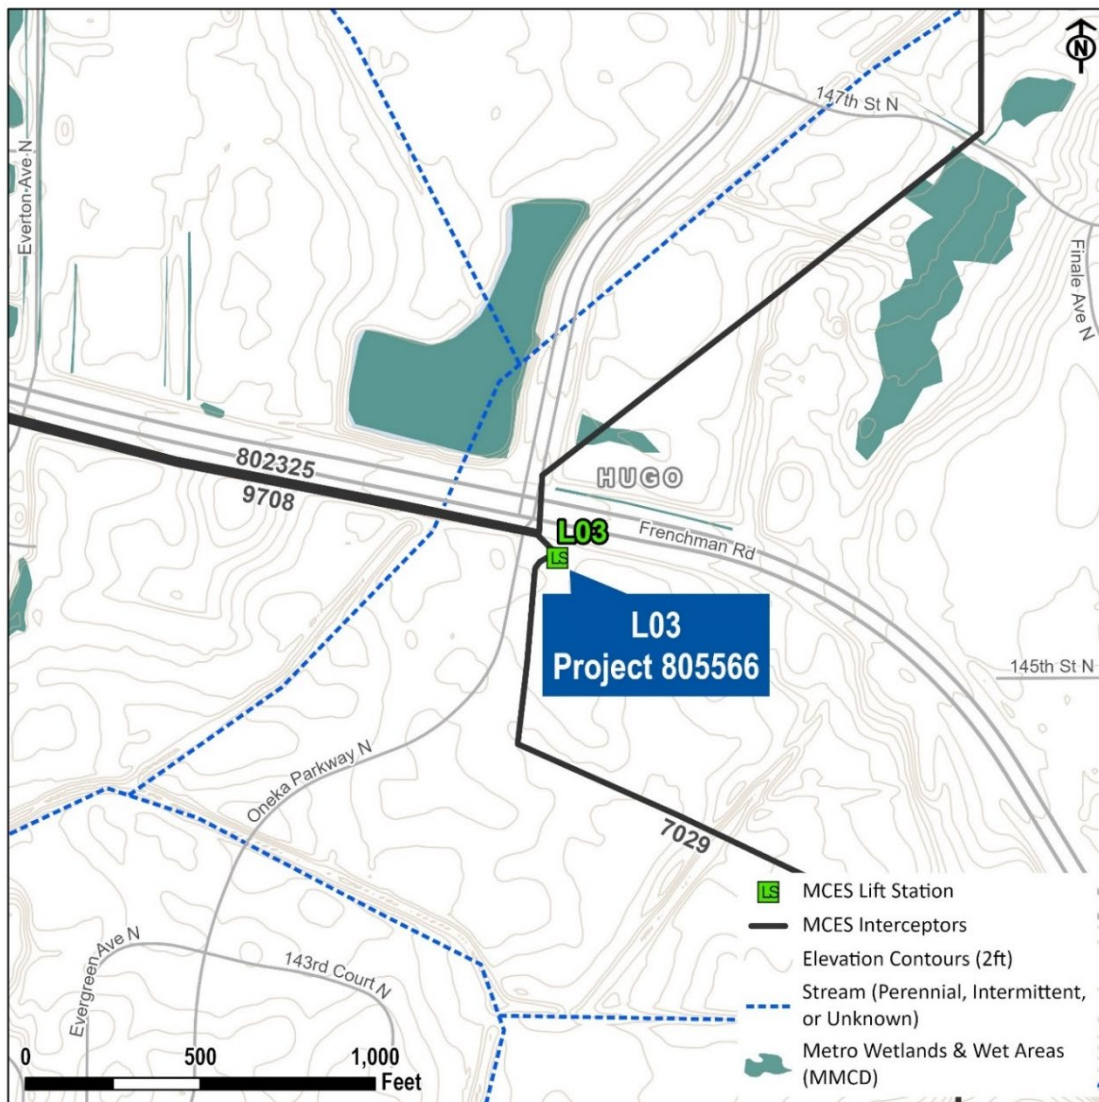 N
147th St N
Everton Ave N
Finale Ave N
802325
9708
HUGO
L03
Frenchman Rd
LS
L03
Project 805566
145th St N
Oneka Parkway N
7029
LS MCES Lift Station
MCES Interceptors
Elevation Contours (2ft)
Stream (Perennial, Intermittent,
or Unknown)
Metro Wetlands & Wet Areas
(MMCD)
Evergreen Ave N
143rd Court N
0 500 1,000
Feet